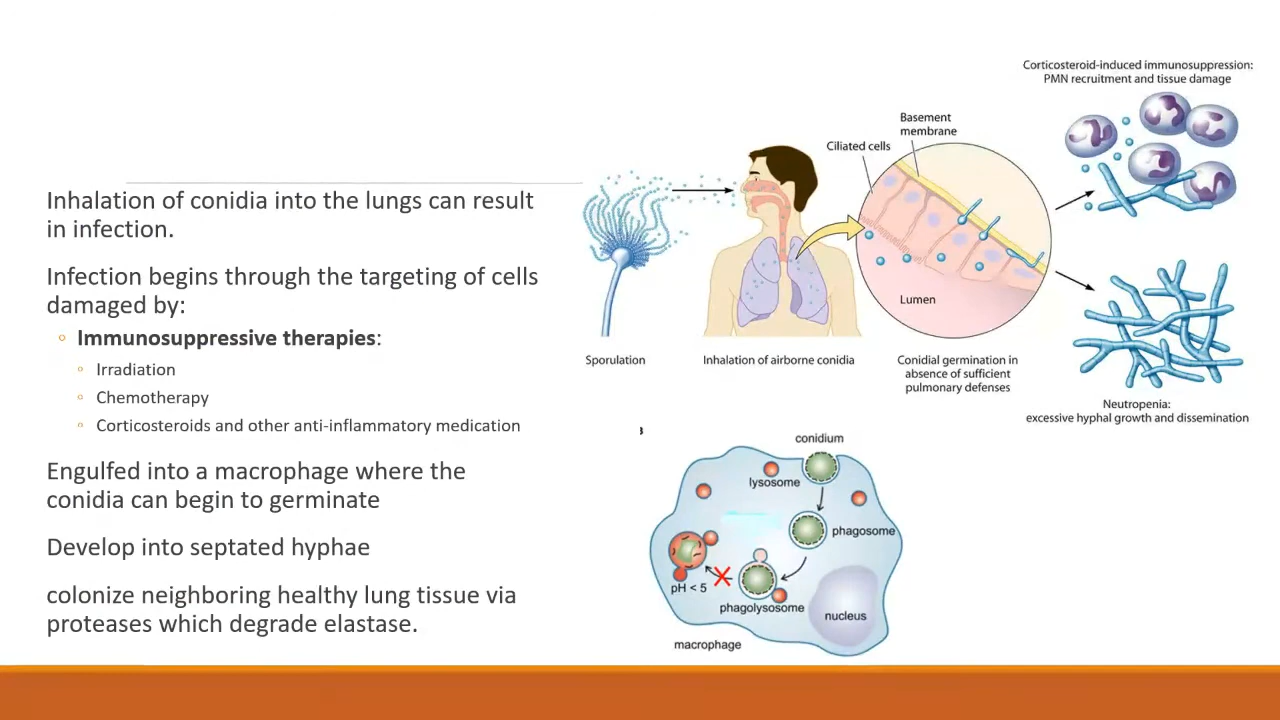 Inhalation of conidia into the lungs can result
in infection.
Infection begins through the targeting of cells
damaged by:
Immunosuppressive therapies:
Irradiation
Chemotherapy
Corticosteroids and other anti-inflammatory medication
Engulfed into a macrophage where the
conidia can begin to germinate
Develop into septated hyphae
colonize neighboring healthy lung tissue via
proteases which degrade elastase.
Corticosteroid-induced immunosuppression:
PMN recruitment and tissue damage
Basement
membrane
Ciliated cells
Lumen
Sporulation
Inhalation of airborne conidia
Conidial germination in
absence of sufficient
pulmonary defenses
Neutropenia:
excessive hyphal growth and dissemination
conidium
lysosome
phagosome
pH < 5
phagolysosome
nucleus
macrophage